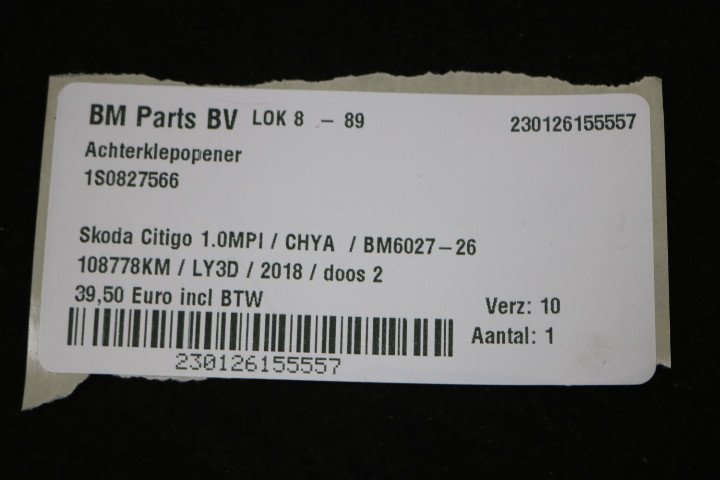 BM Parts BV LOK 8 - 89 230126155557
Achterklepopener
1S0827566
Skoda Citigo 1.0MPI / CHYA / BM6027-26
108778KM / LY3D / 2018 / doos 2
39,50 Euro incl BTW
Verz: 10
Aantal: 1
230126155557